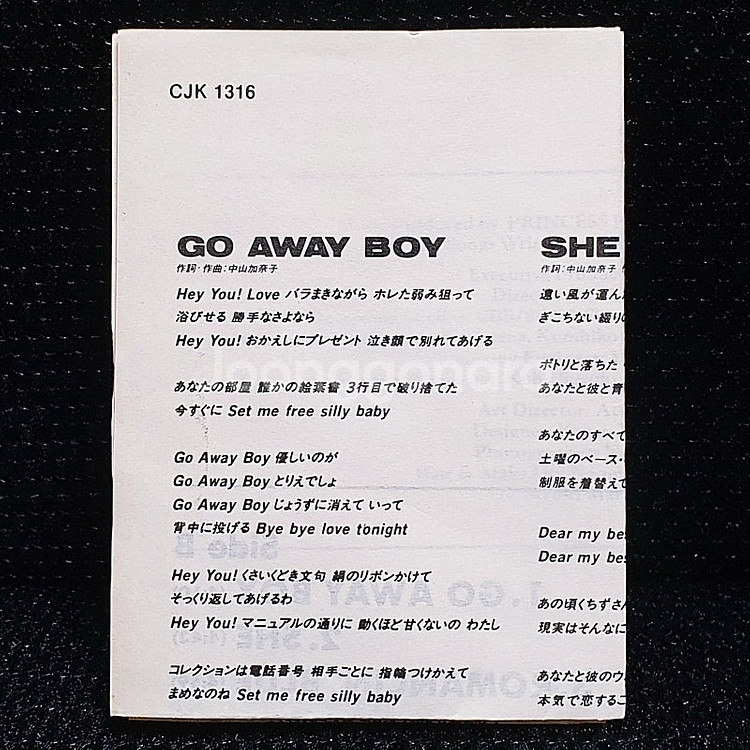 CJK 1316
GO AWAY BOY
作詞・作曲:中山加奈子
Hey You! Love バラまきながら ホレた弱み狙って
浴びせる 勝手なさよなら
Hey You! おかえしにプレゼント 泣き顔で別れてあげる
あなたの部屋 誰かの絵葉書 3行目で破り捨てた
今すぐに Set me free silly baby
Go Away Boy 優しいのが
Go Away Boy とりえでしょ
Go Away Boy じょうずに消えて いって
背中に投げる Bye bye love tonight
Hey You! くさいくどき文句 絹のリボンかけて
そっくり返してあげるわ
Hey You! マニュアルの通りに 動くほど甘くないの わたし
コレクションは電話番号 相手ごとに 指輪つけかえて
まめなのね Set me free silly baby
SHE
作詞:中山加奈子
遠い風が運ん
ぎこちない綴り
ポトリと落ちた
あなたと彼と青
あなたのすべて
土曜のベース・
制服を着替えて
Dear my be
Dear my be
あの頃くちずさ
現実はそんなに
あなたと彼のウ
本気で恋するこ
Side B
1. GO AWAY BOY
2. SHE (4:43)
loonggonara